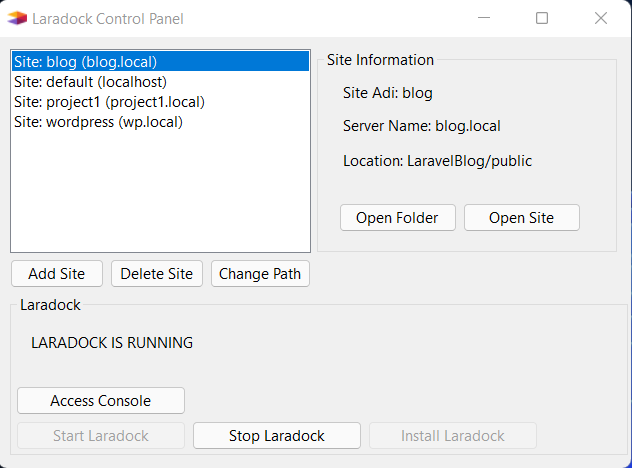 Laradock Control Panel
Site: blog (blog.local)
Site: default (localhost)
Site: project1 (project1.local)
Site: wordpress (wp.local)
Site Information
Site Adi: blog
Server Name: blog.local
Location: LaravelBlog/public
Open Folder
Open Site
Add Site
Delete Site
Change Path
Laradock
LARADOCK IS RUNNING
Access Console
Start Laradock
Stop Laradock
Install Laradock